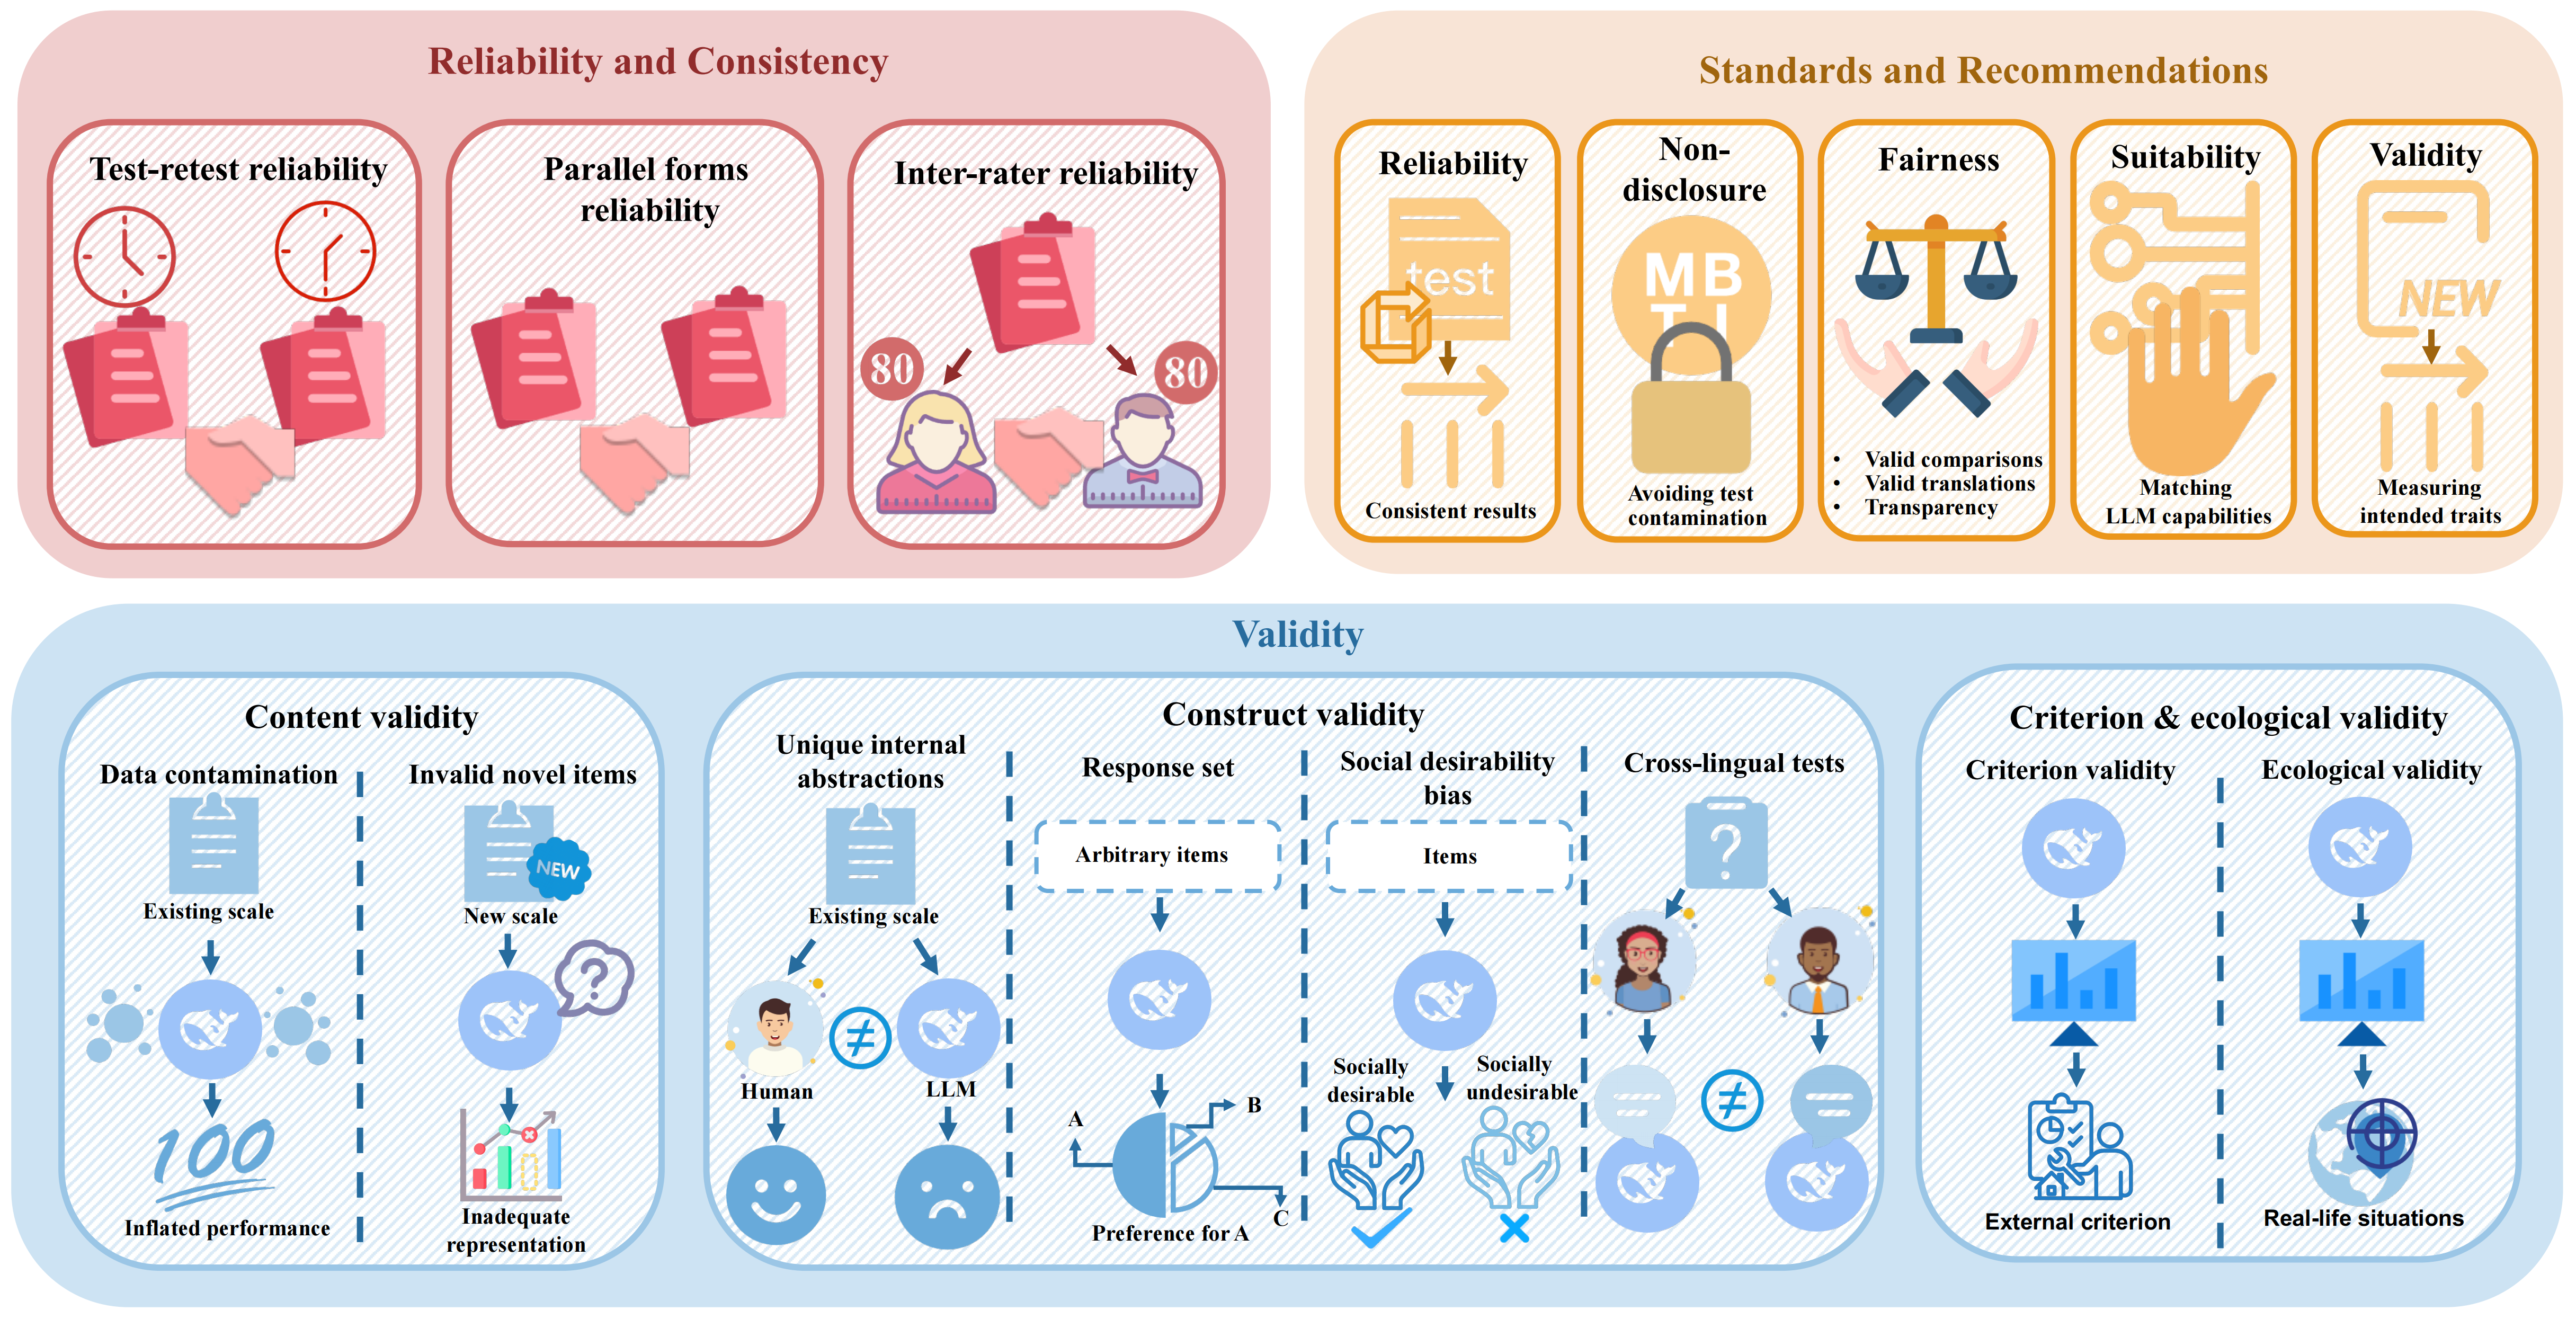 Reliability and Consistency
Test-retest reliability
Parallel forms
reliability
Inter-rater reliability
80
80
Standards and Recommendations
Reliability
test
Consistent results
Non-
disclosure
MB
TI
Avoiding test
contamination
Fairness
• Valid comparisons
• Valid translations
• Transparency
Suitability
Matching
LLM capabilities
Validity
NEW
Measuring
intended traits
Validity
Content validity
Data contamination
Existing scale
100
Inflated performance
Invalid novel items
NEW
New scale
?
Inadequate
representation
Construct validity
Unique internal
abstractions
Existing scale
≠
Human
LLM
Response set
Arbitrary items
A
B
C
Preference for A
Social desirability
bias
Items
Socially
desirable
Socially
undesirable
Cross-lingual tests
?
≠
Criterion & ecological validity
Criterion validity
External criterion
Ecological validity
Real-life situations